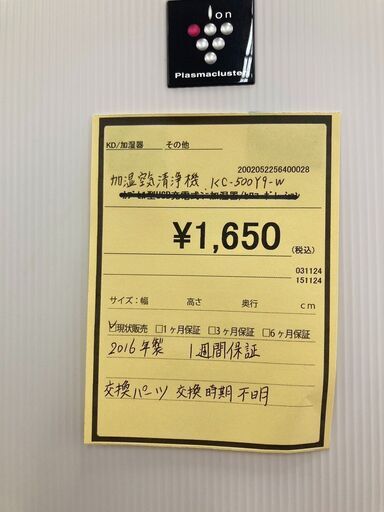 Ion
Plasmacluster
KD/加湿器 その他
2002052256400028
加湿空気清浄機 KC-500Y9-W
¥1,650 (税込)
031124
151124
サイズ:幅 高さ 奥行 cm
☑現状販売 □1ヶ月保証 □3ヶ月保証 □6ヶ月保証
2016年製 1週間保証
交換パーツ 交換時期不明